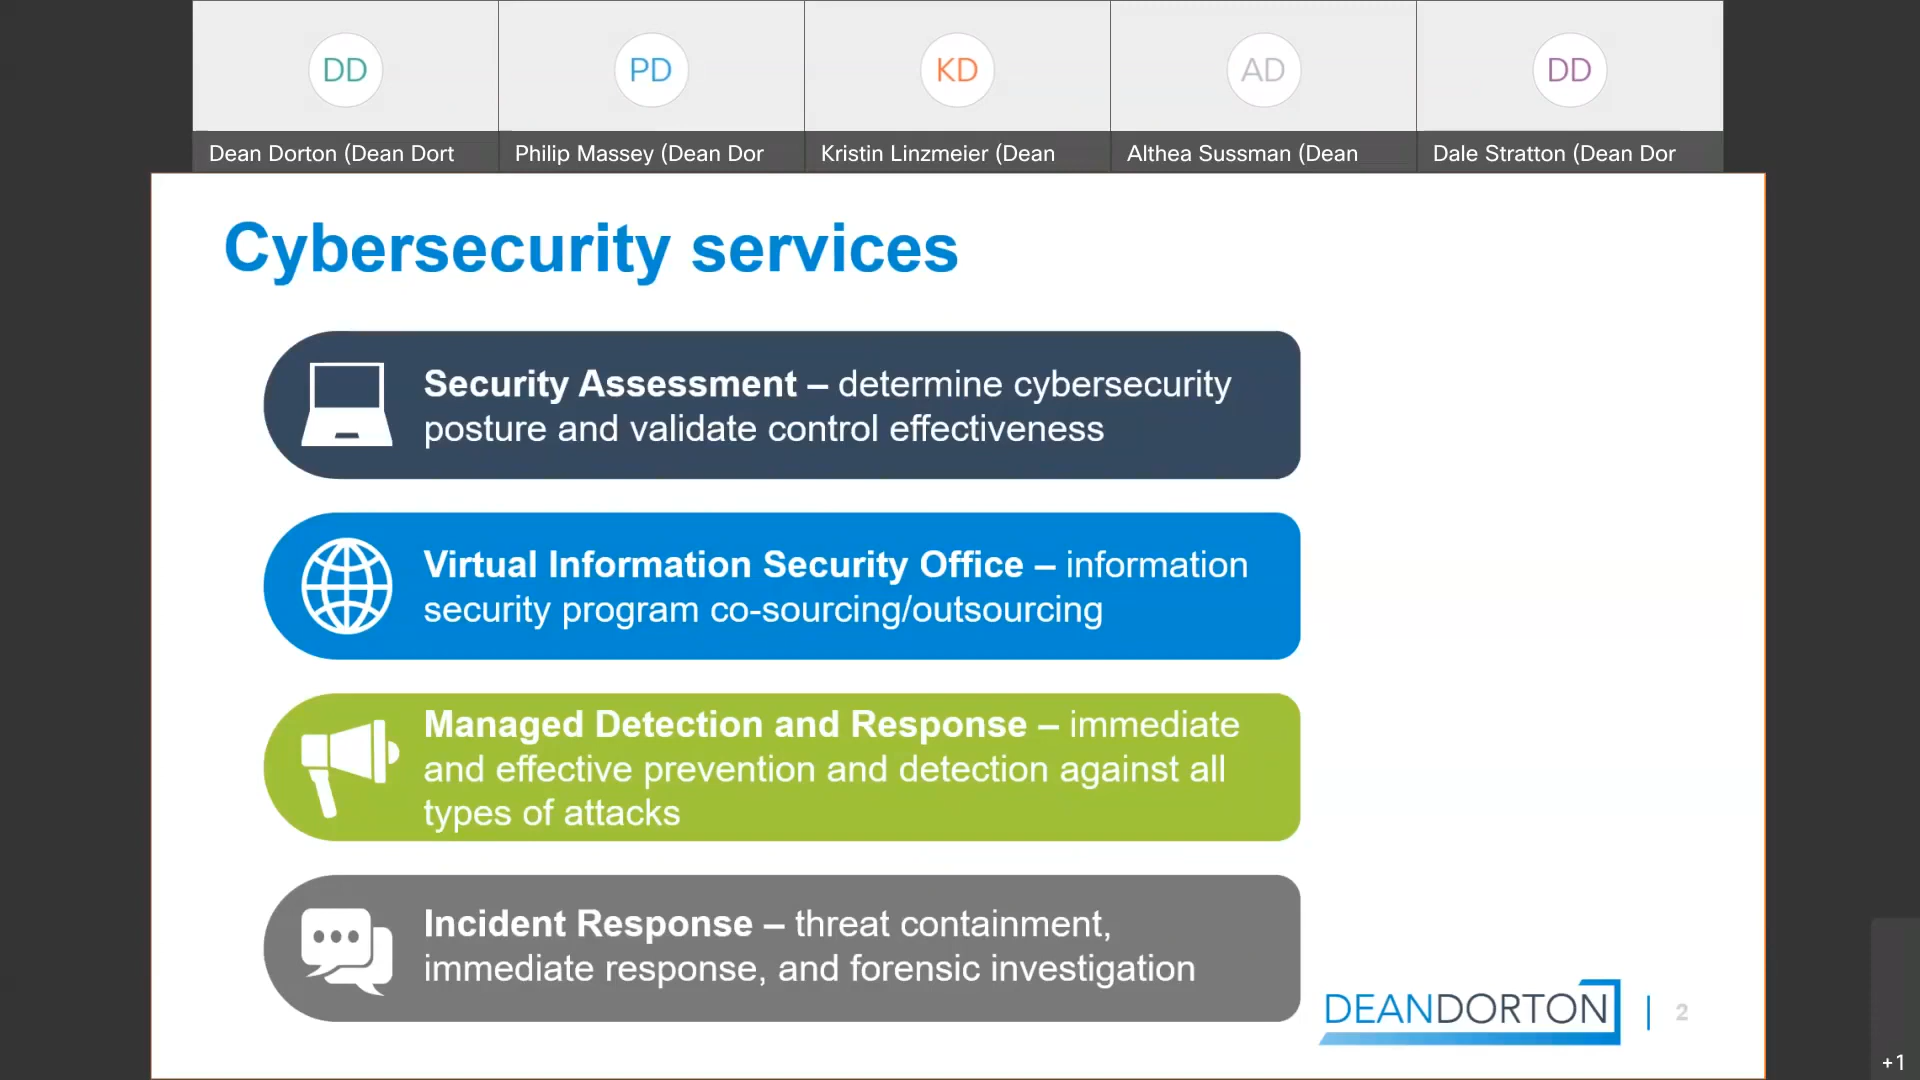 DD
PD
KD
AD
DD
Dean Dorton (Dean Dort
Philip Massey (Dean Dor
Kristin Linzmeier (Dean
Althea Sussman (Dean
Dale Stratton (Dean Dor
Cybersecurity services
Security Assessment – determine cybersecurity
posture and validate control effectiveness
Virtual Information Security Office – information
security program co-sourcing/outsourcing
Managed Detection and Response – immediate
and effective prevention and detection against all
types of attacks
Incident Response – threat containment,
immediate response, and forensic investigation
DEANDORTON
2
+1